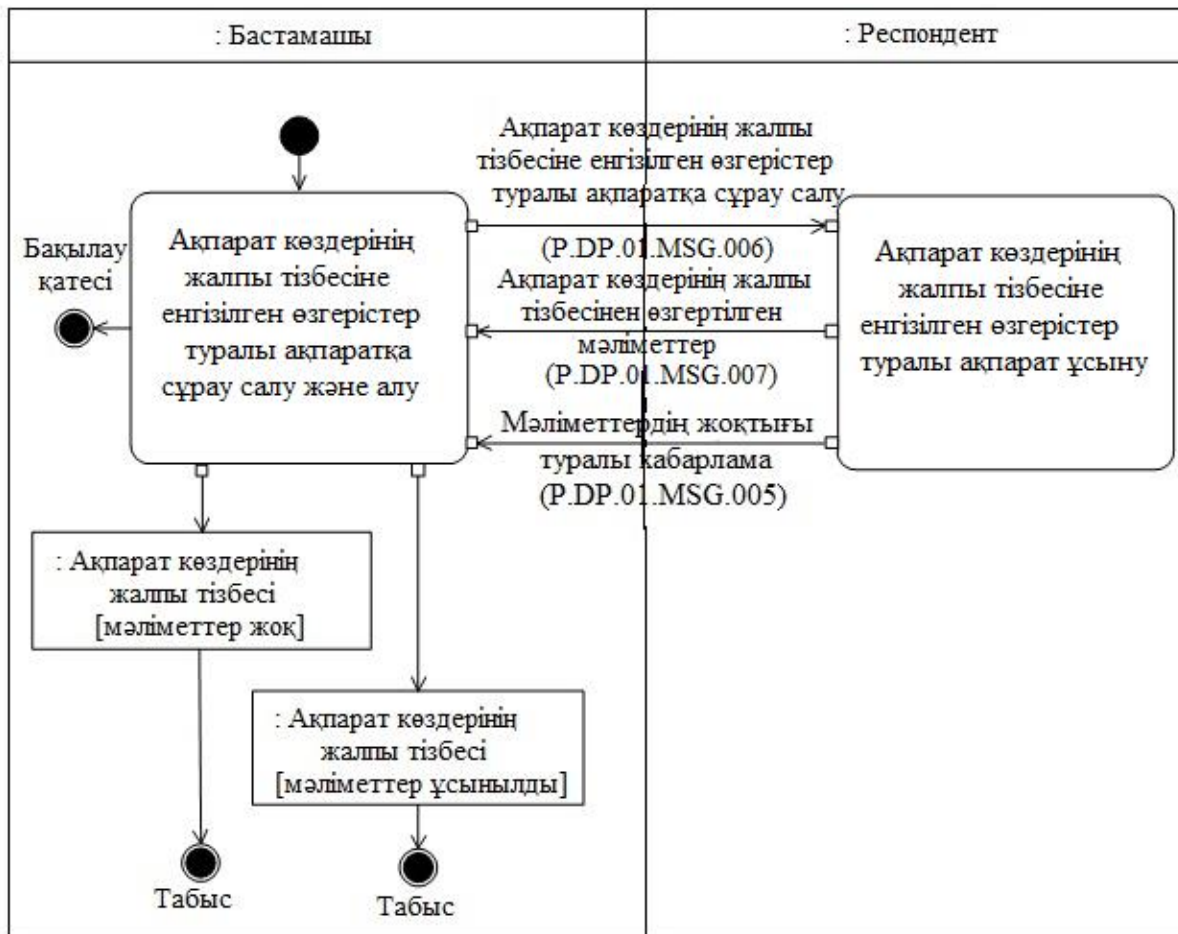 : Бастамашы
: Респондент
Ақпарат көздерінің жалпы
тізбесіне енгізілген өзгерістер
туралы ақпаратқа сұрау салу
(P.DP.01.MSG.006)
Ақпарат көздерінің жалпы
тізбесінен өзгертілген
мәліметтер
(P.DP.01.MSG.007)
Мәліметтердің жоқтығы
туралы хабарлама
(P.DP.01.MSG.005)
Бақылау
қатесі
Ақпарат көздерінің
жалпы тізбесіне
енгізілген өзгерістер
туралы ақпаратқа
сұрау салу және алу
Ақпарат көздерінің
жалпы тізбесіне
енгізілген өзгерістер
туралы ақпарат ұсыну
: Ақпарат көздерінің
жалпы тізбесі
[мәліметтер жоқ]
: Ақпарат көздерінің
жалпы тізбесі
[мәліметтер ұсынылды]
Табыс
Табыс